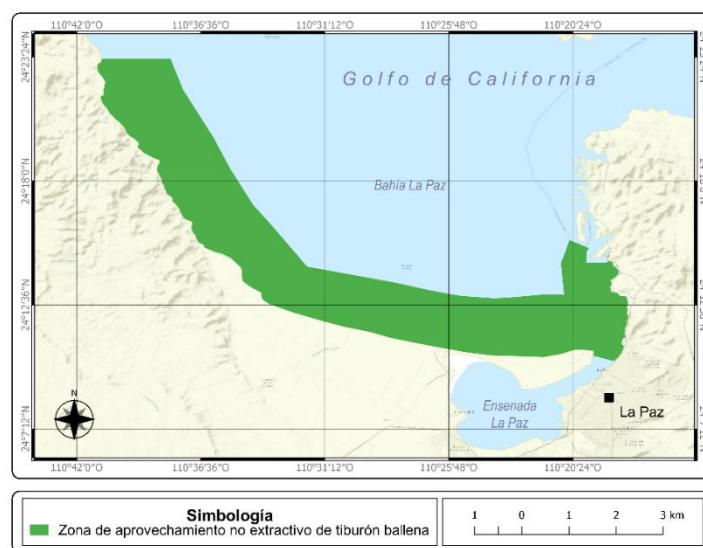 110°42'0"O 110°36'36"O 110°31'12"O 110°25'48"O 110°20'24"O
24°23'24"N
24°18'0"N
24°12'36"N
24°7'12"N
Golfo de California
Bahía La Paz
Ensenada
La Paz
La Paz
N
110°42'0"O 110°36'36"O 110°31'12"O 110°25'48"O 110°20'24"O
Simbología
Zona de aprovechamiento no extractivo de tiburón ballena
1 0 1 2 3 km